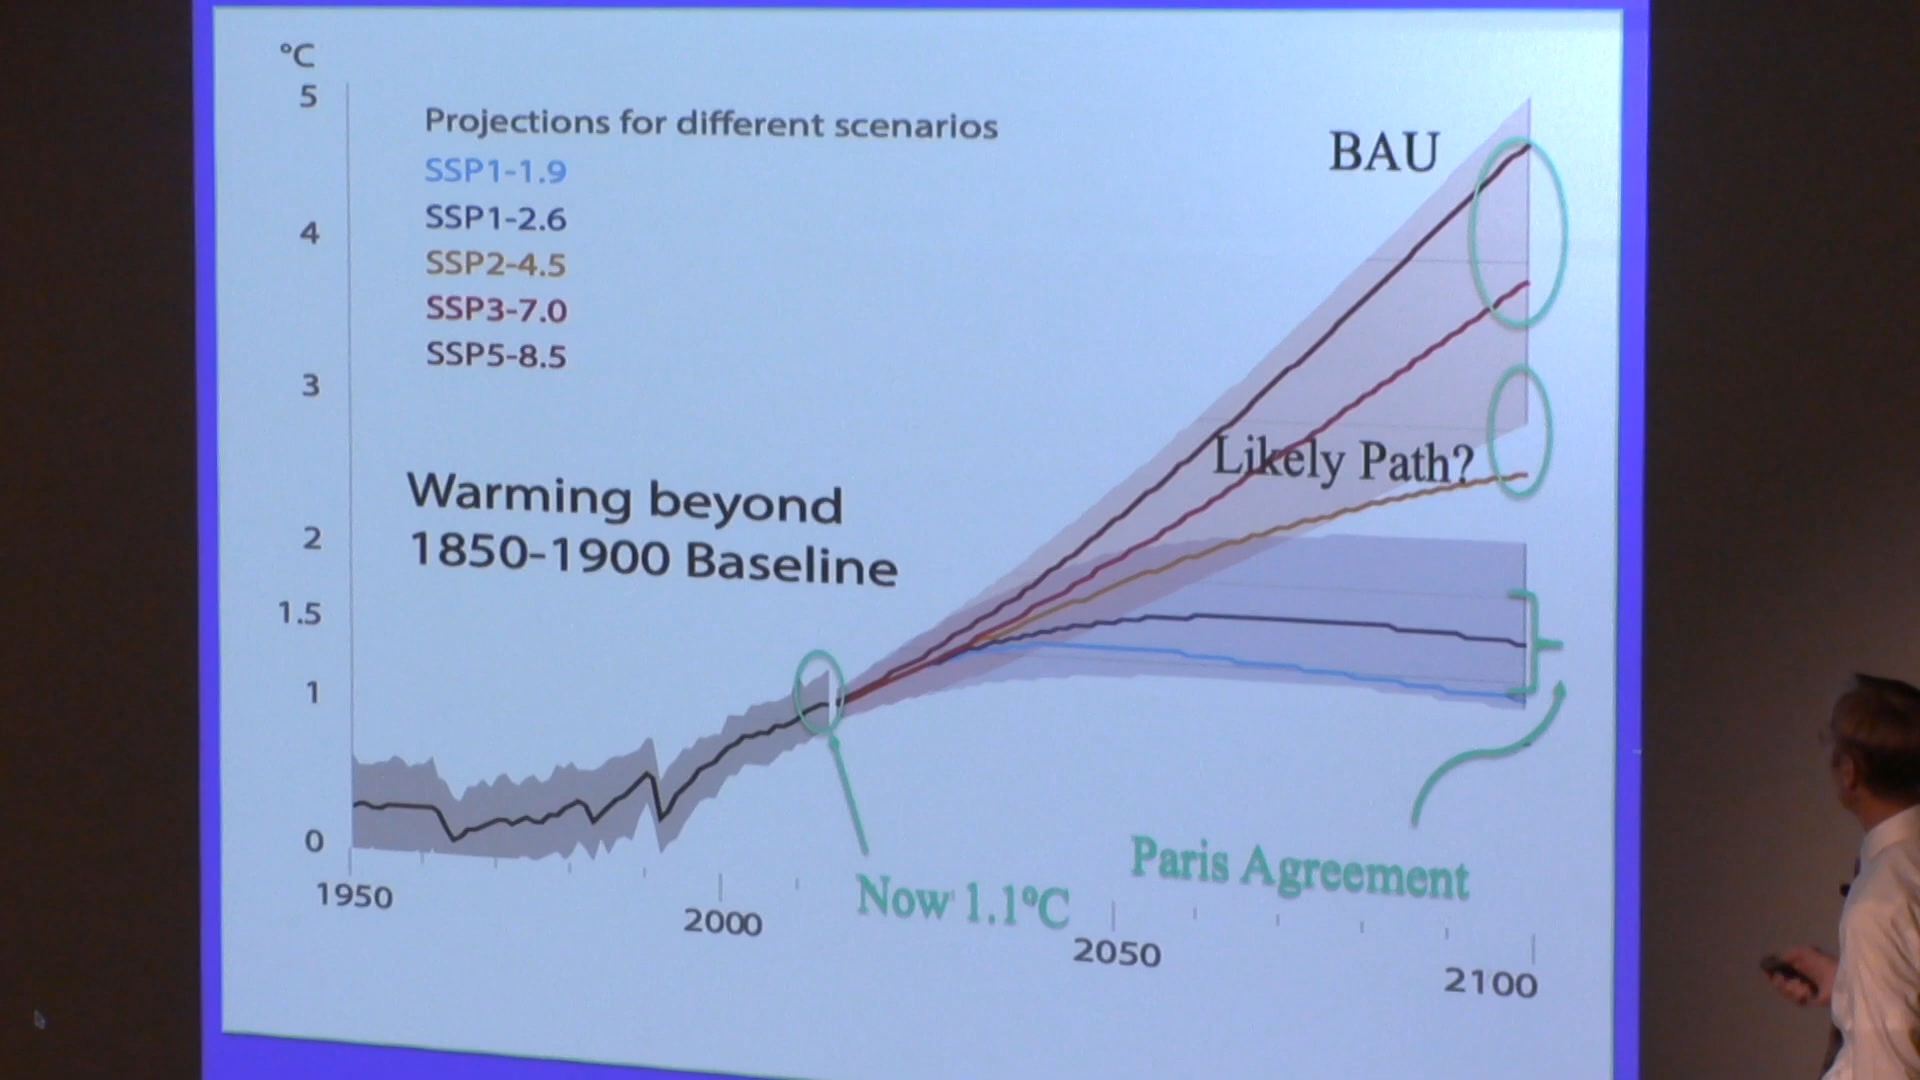 °C
5
4
3
2
1.5
1
0
Projections for different scenarios
SSP1-1.9
SSP1-2.6
SSP2-4.5
SSP3-7.0
SSP5-8.5
BAU
Likely Path?
Warming beyond
1850-1900 Baseline
Now 1.1°C
Paris Agreement
1950
2000
2050
2100